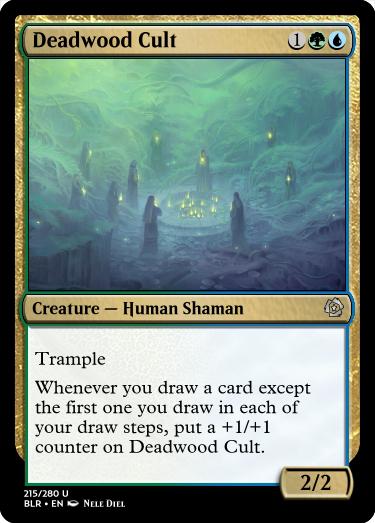 Deadwood Cult 1
Creature — Human Shaman
Trample
Whenever you draw a card except
the first one you draw in each of
your draw steps, put a +1/+1
counter on Deadwood Cult.
2/2
215/280 U
BLR • EN Nele Diel